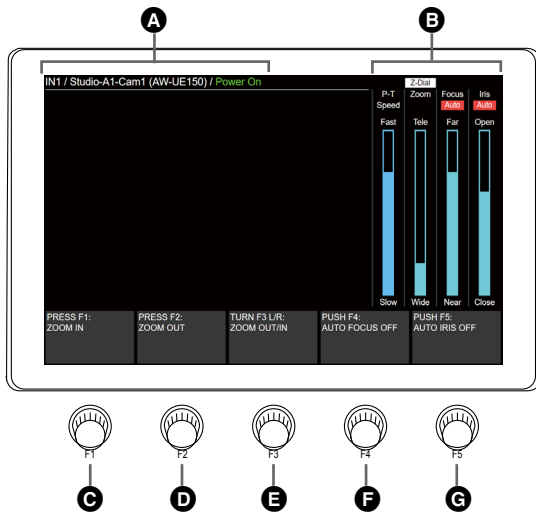 A B
IN1 / Studio-A1-Cam1 (AW-UE150) / Power On
Z-Dial
P-T Speed Zoom Focus Iris
Auto Auto
Fast Tele Far Open
Slow Wide Near Close
PRESS F1:
ZOOM IN
PRESS F2:
ZOOM OUT
TURN F3 L/R:
ZOOM OUT/IN
PUSH F4:
AUTO FOCUS OFF
PUSH F5:
AUTO IRIS OFF
F1 F2 F3 F4 F5
C D E F G